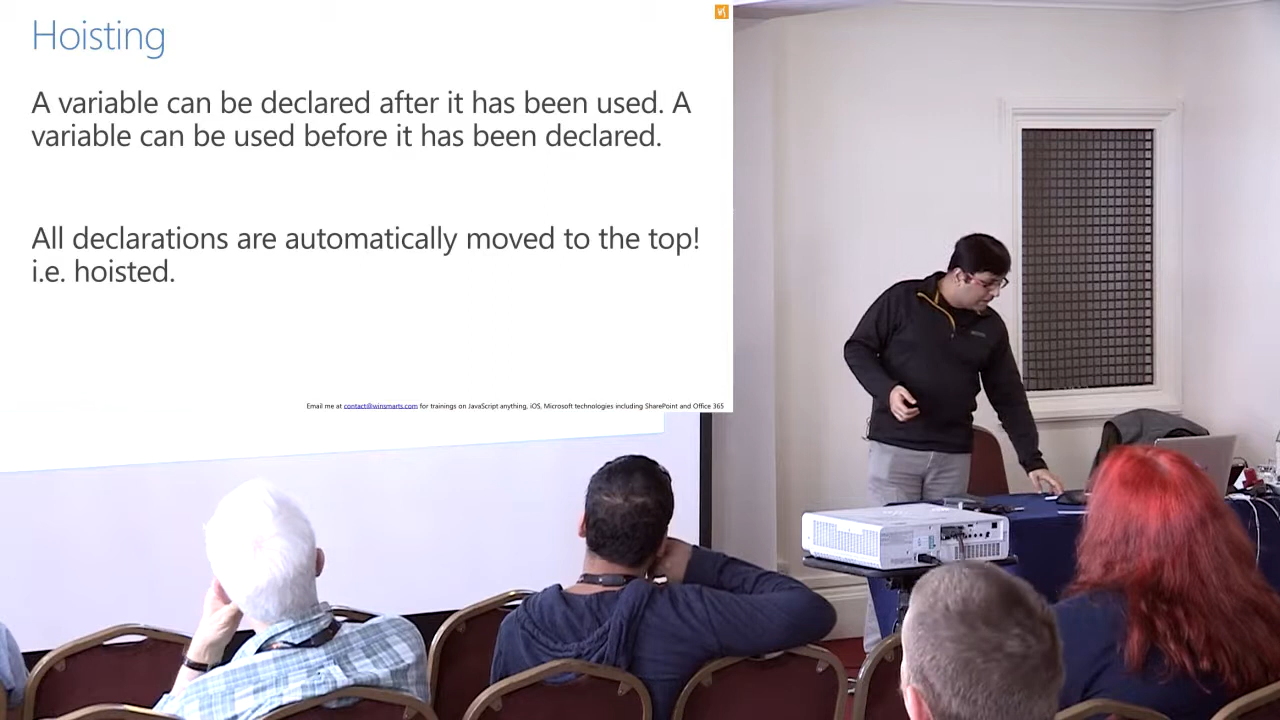 Hoisting
A variable can be declared after it has been used. A
variable can be used before it has been declared.
All declarations are automatically moved to the top!
i.e. hoisted.
Email me at contact@winsmarts.com for trainings on JavaScript anything, iOS, Microsoft technologies including SharePoint and Office 365